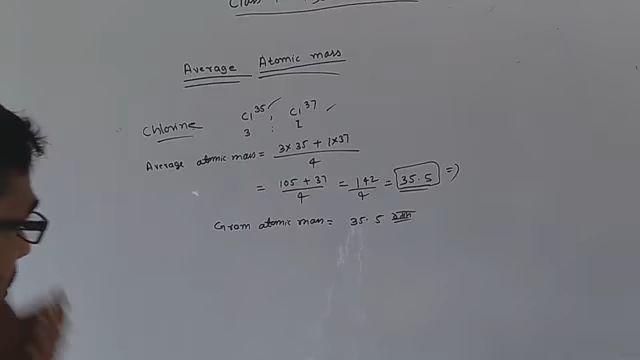 Class
Average Atomic mass
Chlorine Cl³⁵, Cl³⁷
3 : 1
Average atomic mass = 3×35 + 1×37 / 4
= 105 + 37 / 4 = 142 / 4 = 35.5 ⇒
Gram atomic mass = 35.5